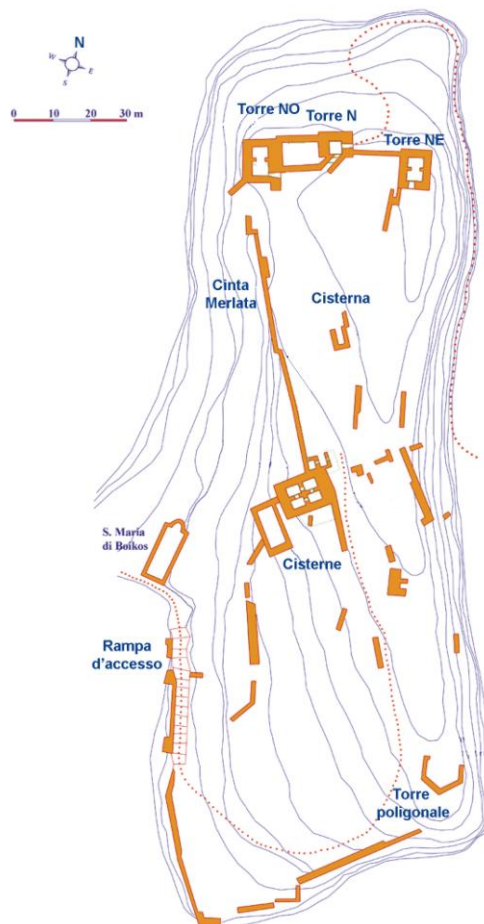 N
W
E
S
0 10 20 30 m
Torre NO
Torre N
Torre NE
Cinta
Merlata
Cisterna
S. Maria
di Boikos
Cisterne
Rampa
d'accesso
Torre
poligonale